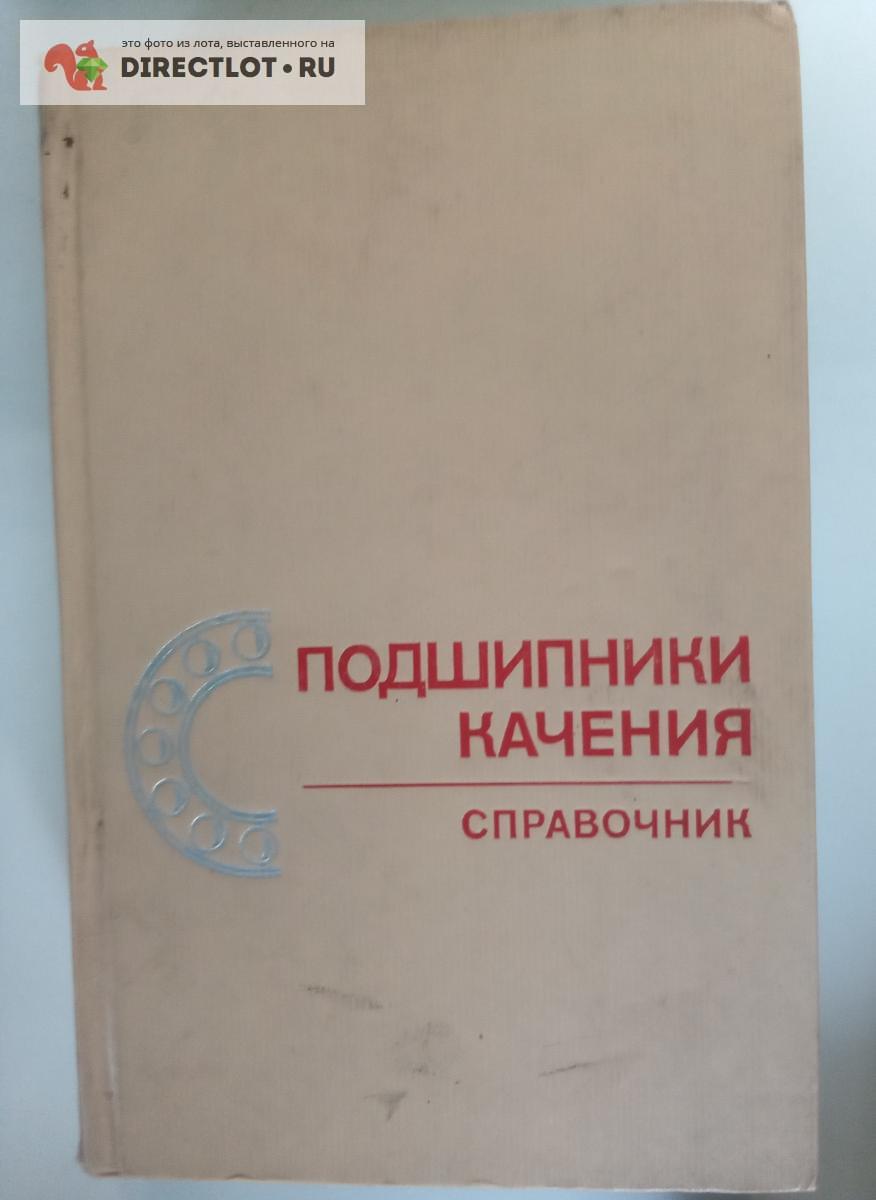 это фото из лота, выставленного на
DIRECTLOT•RU
ПОДШИПНИКИ
КАЧЕНИЯ
СПРАВОЧНИК